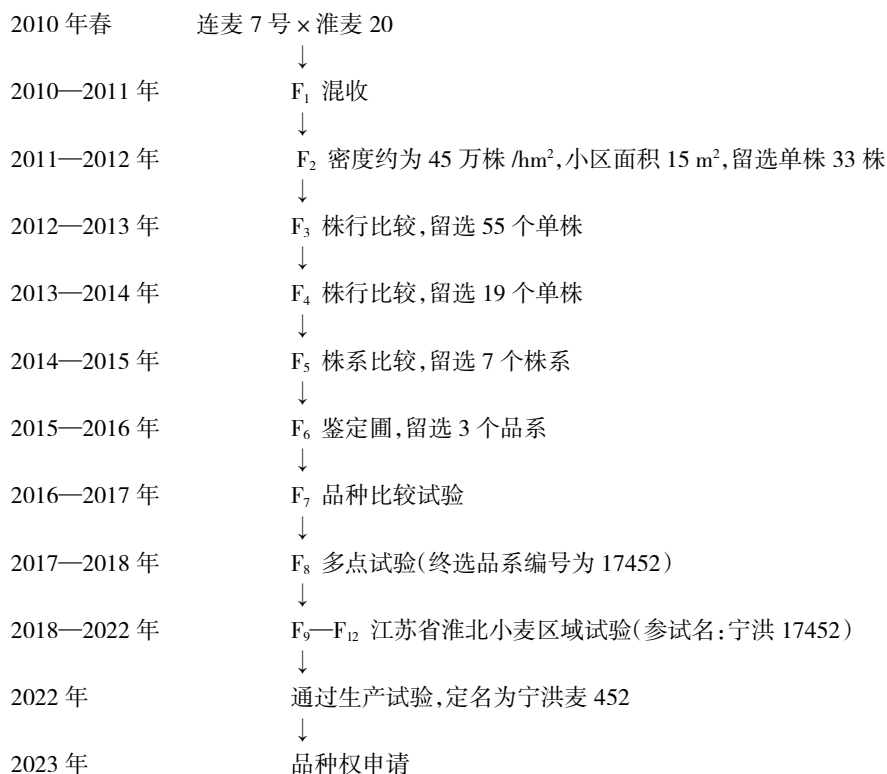 2010 年春 连麦 7 号 × 淮麦 20
↓
2010—2011 年 F₁ 混收
↓
2011—2012 年 F₂ 密度约为 45 万株 /hm²,小区面积 15 m²,留选单株 33 株
↓
2012—2013 年 F₃ 株行比较,留选 55 个单株
↓
2013—2014 年 F₄ 株行比较,留选 19 个单株
↓
2014—2015 年 F₅ 株系比较,留选 7 个株系
↓
2015—2016 年 F₆ 鉴定圃,留选 3 个品系
↓
2016—2017 年 F₇ 品种比较试验
↓
2017—2018 年 F₈ 多点试验(终选品系编号为 17452)
↓
2018—2022 年 F₉—F₁₂ 江苏省淮北小麦区域试验(参试名:宁洪 17452)
↓
2022 年 通过生产试验,定名为宁洪麦 452
↓
2023 年 品种权申请